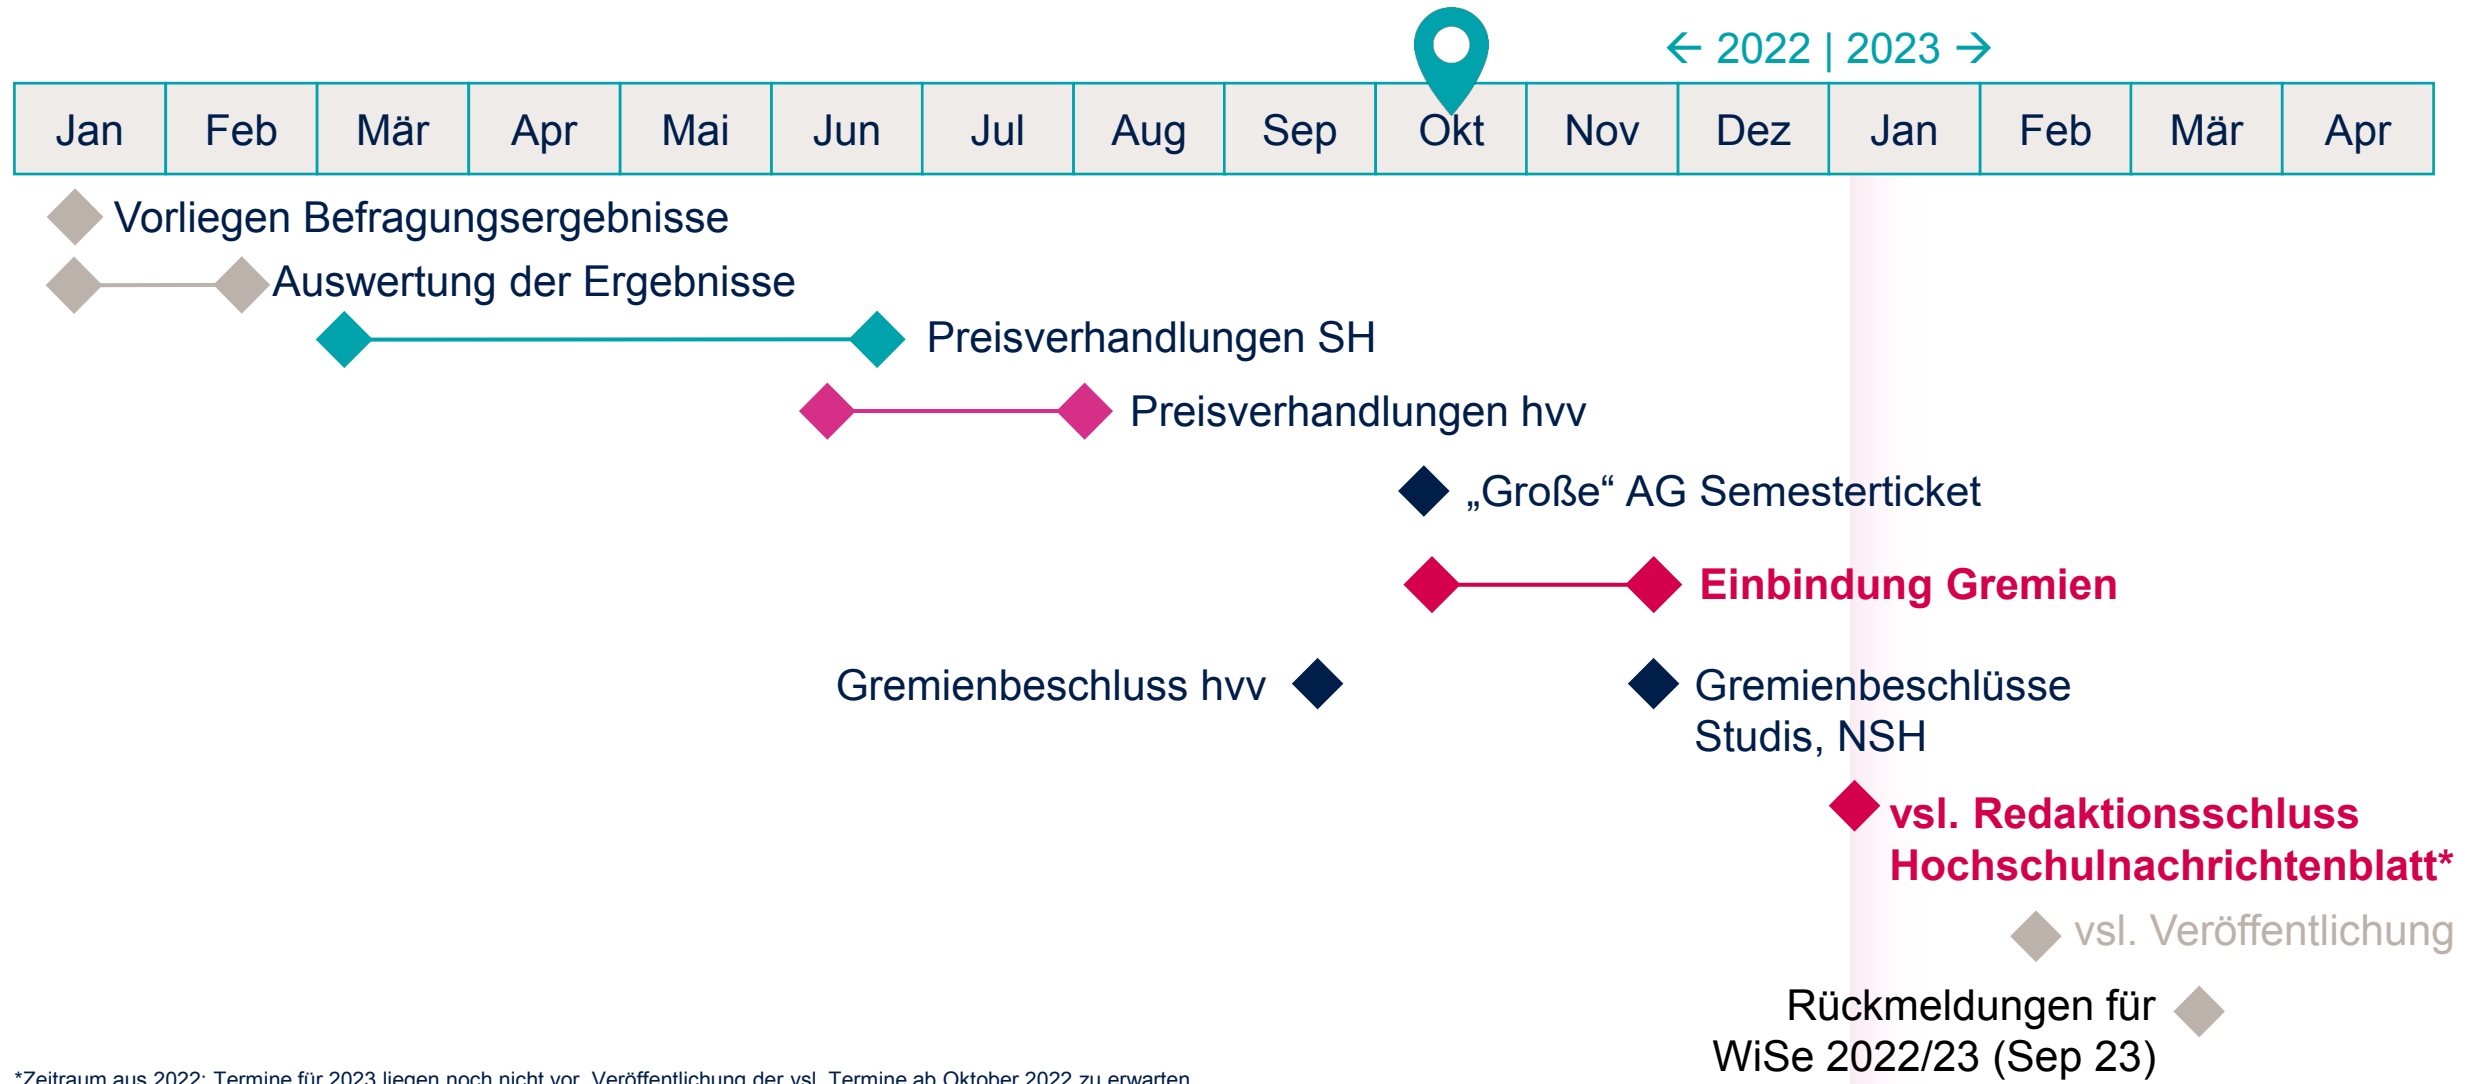 ← 2022 | 2023 →
Jan Feb Mär Apr Mai Jun Jul Aug Sep Okt Nov Dez Jan Feb Mär Apr
Vorliegen Befragungsergebnisse
Auswertung der Ergebnisse
Preisverhandlungen SH
Preisverhandlungen hvv
„Große“ AG Semesterticket
Einbindung Gremien
Gremienbeschluss hvv
Gremienbeschlüsse
Studis, NSH
vsl. Redaktionsschluss
Hochschulnachrichtenblatt*
vsl. Veröffentlichung
Rückmeldungen für
WiSe 2022/23 (Sep 23)
*Zeitraum aus 2022; Termine für 2023 liegen noch nicht vor. Veröffentlichung der vsl. Termine ab Oktober 2022 zu erwarten